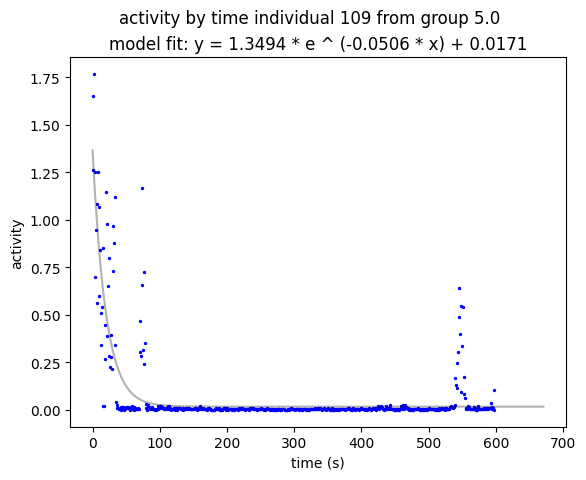 activity by time individual 109 from group 5.0
model fit: y = 1.3494 * e ^ (-0.0506 * x) + 0.0171
1.75
1.50
1.25
1.00
0.75
0.50
0.25
0.00
activity
0 100 200 300 400 500 600 700
time (s)